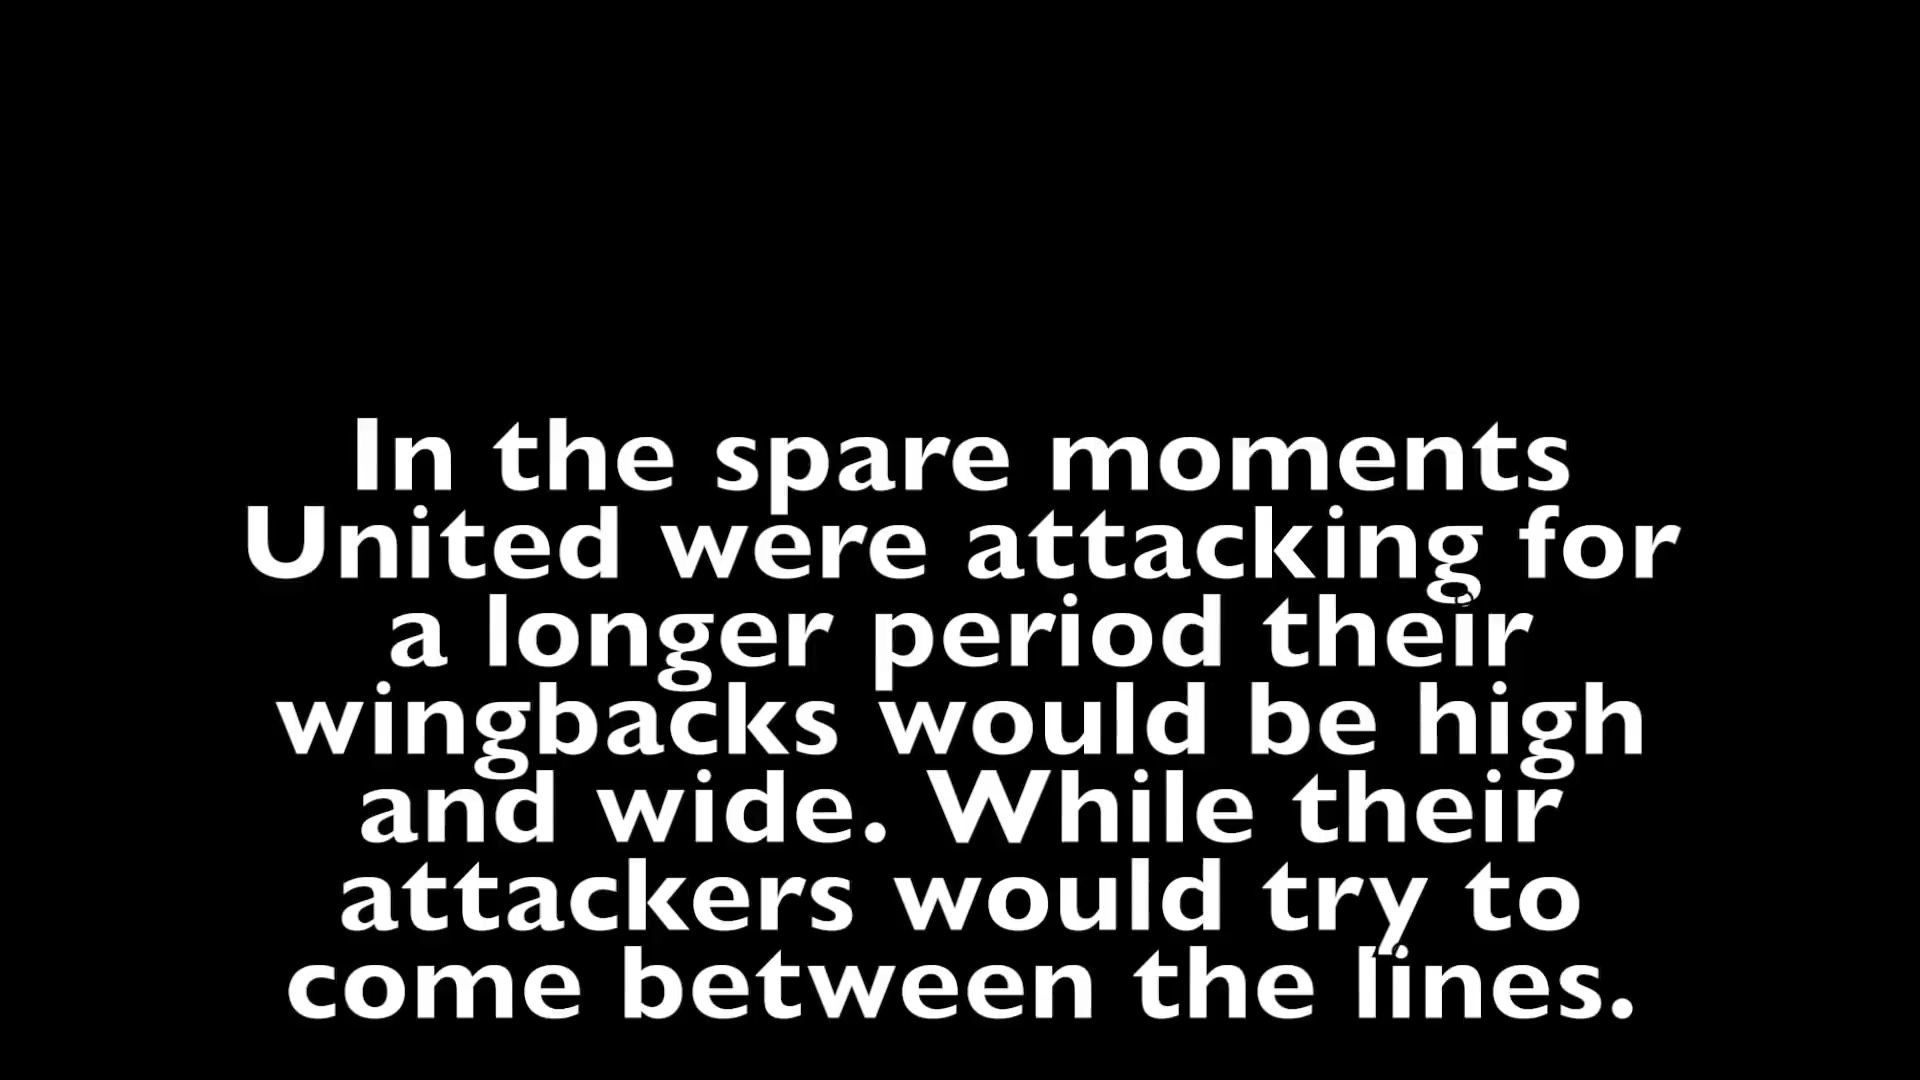 In the spare moments
United were attacking for
a longer period their
wingbacks would be high
and wide. While their
attackers would try to
come between the lines.